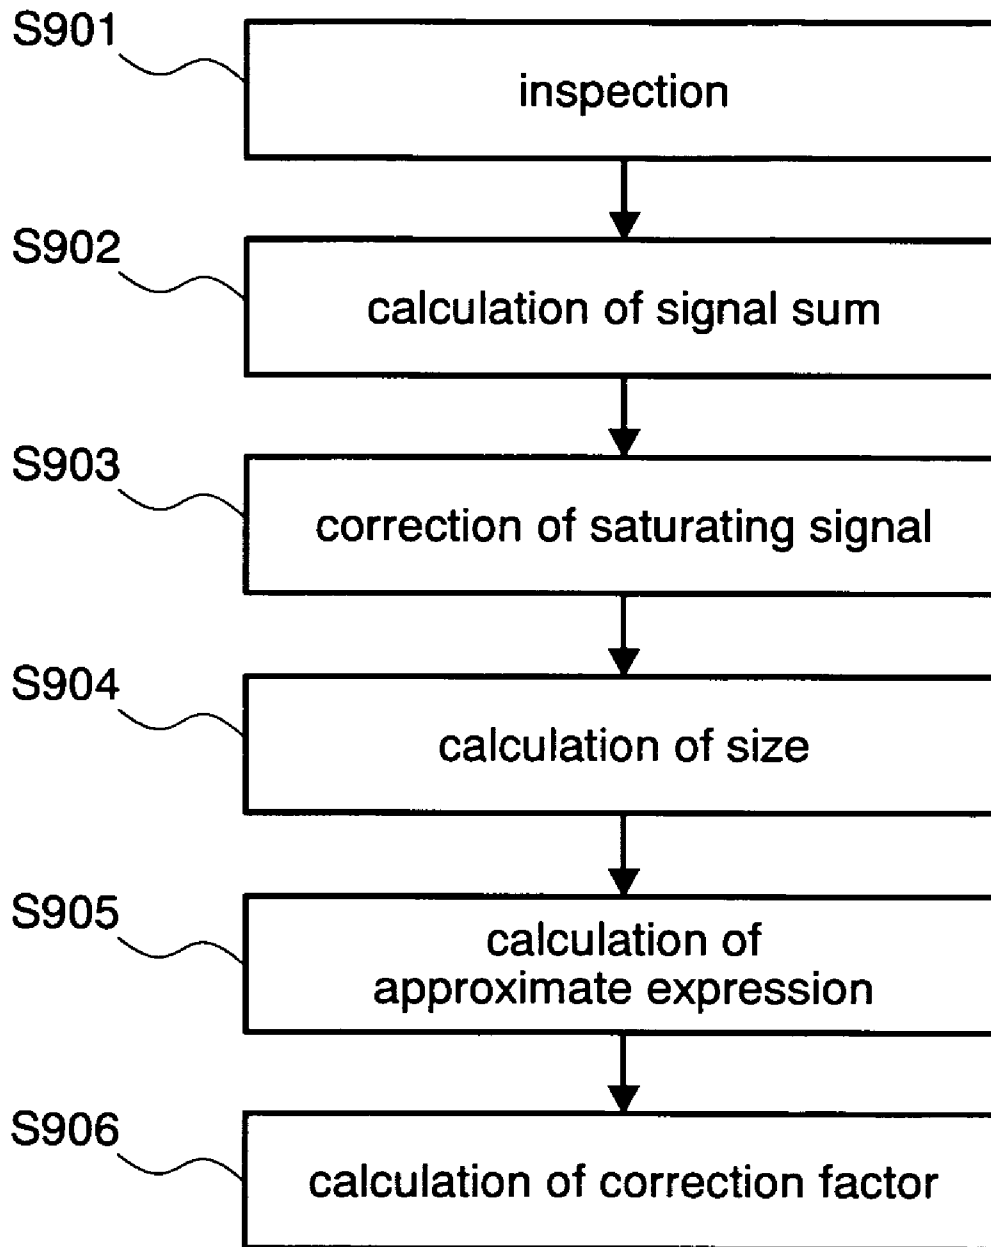 S901
inspection
S902
calculation of signal sum
S903
correction of saturating signal
S904
calculation of size
S905
calculation of
approximate expression
S906
calculation of correction factor